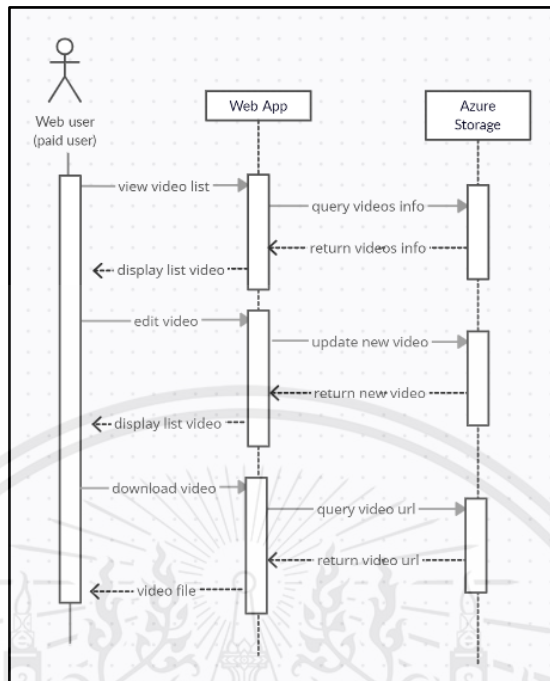 Web App
Azure
Storage
Web user
(paid user)
view video list
query videos info
return videos info
display list video
edit video
update new video
return new video
display list video
download video
query video url
return video url
video file